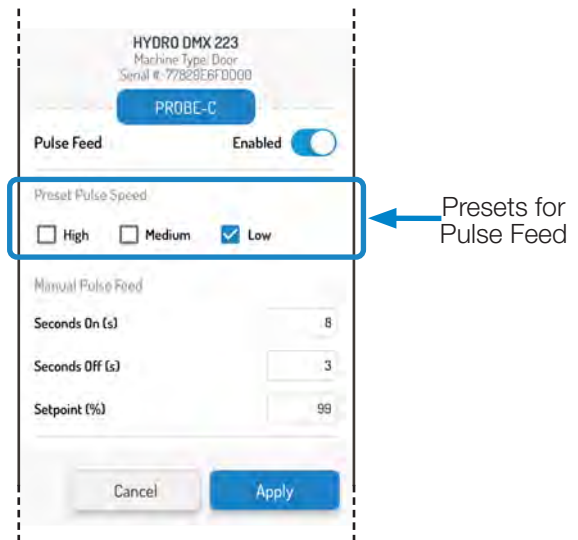 HYDRO DMX 223
Machine Type: Door
Serial #: 77828E6FD000
PROBE-C
Pulse Feed Enabled
Preset Pulse Speed
High Medium Low
Presets for
Pulse Feed
Manual Pulse Feed
Seconds On (s) 8
Seconds Off (s) 3
Setpoint (%) 99
Cancel Apply